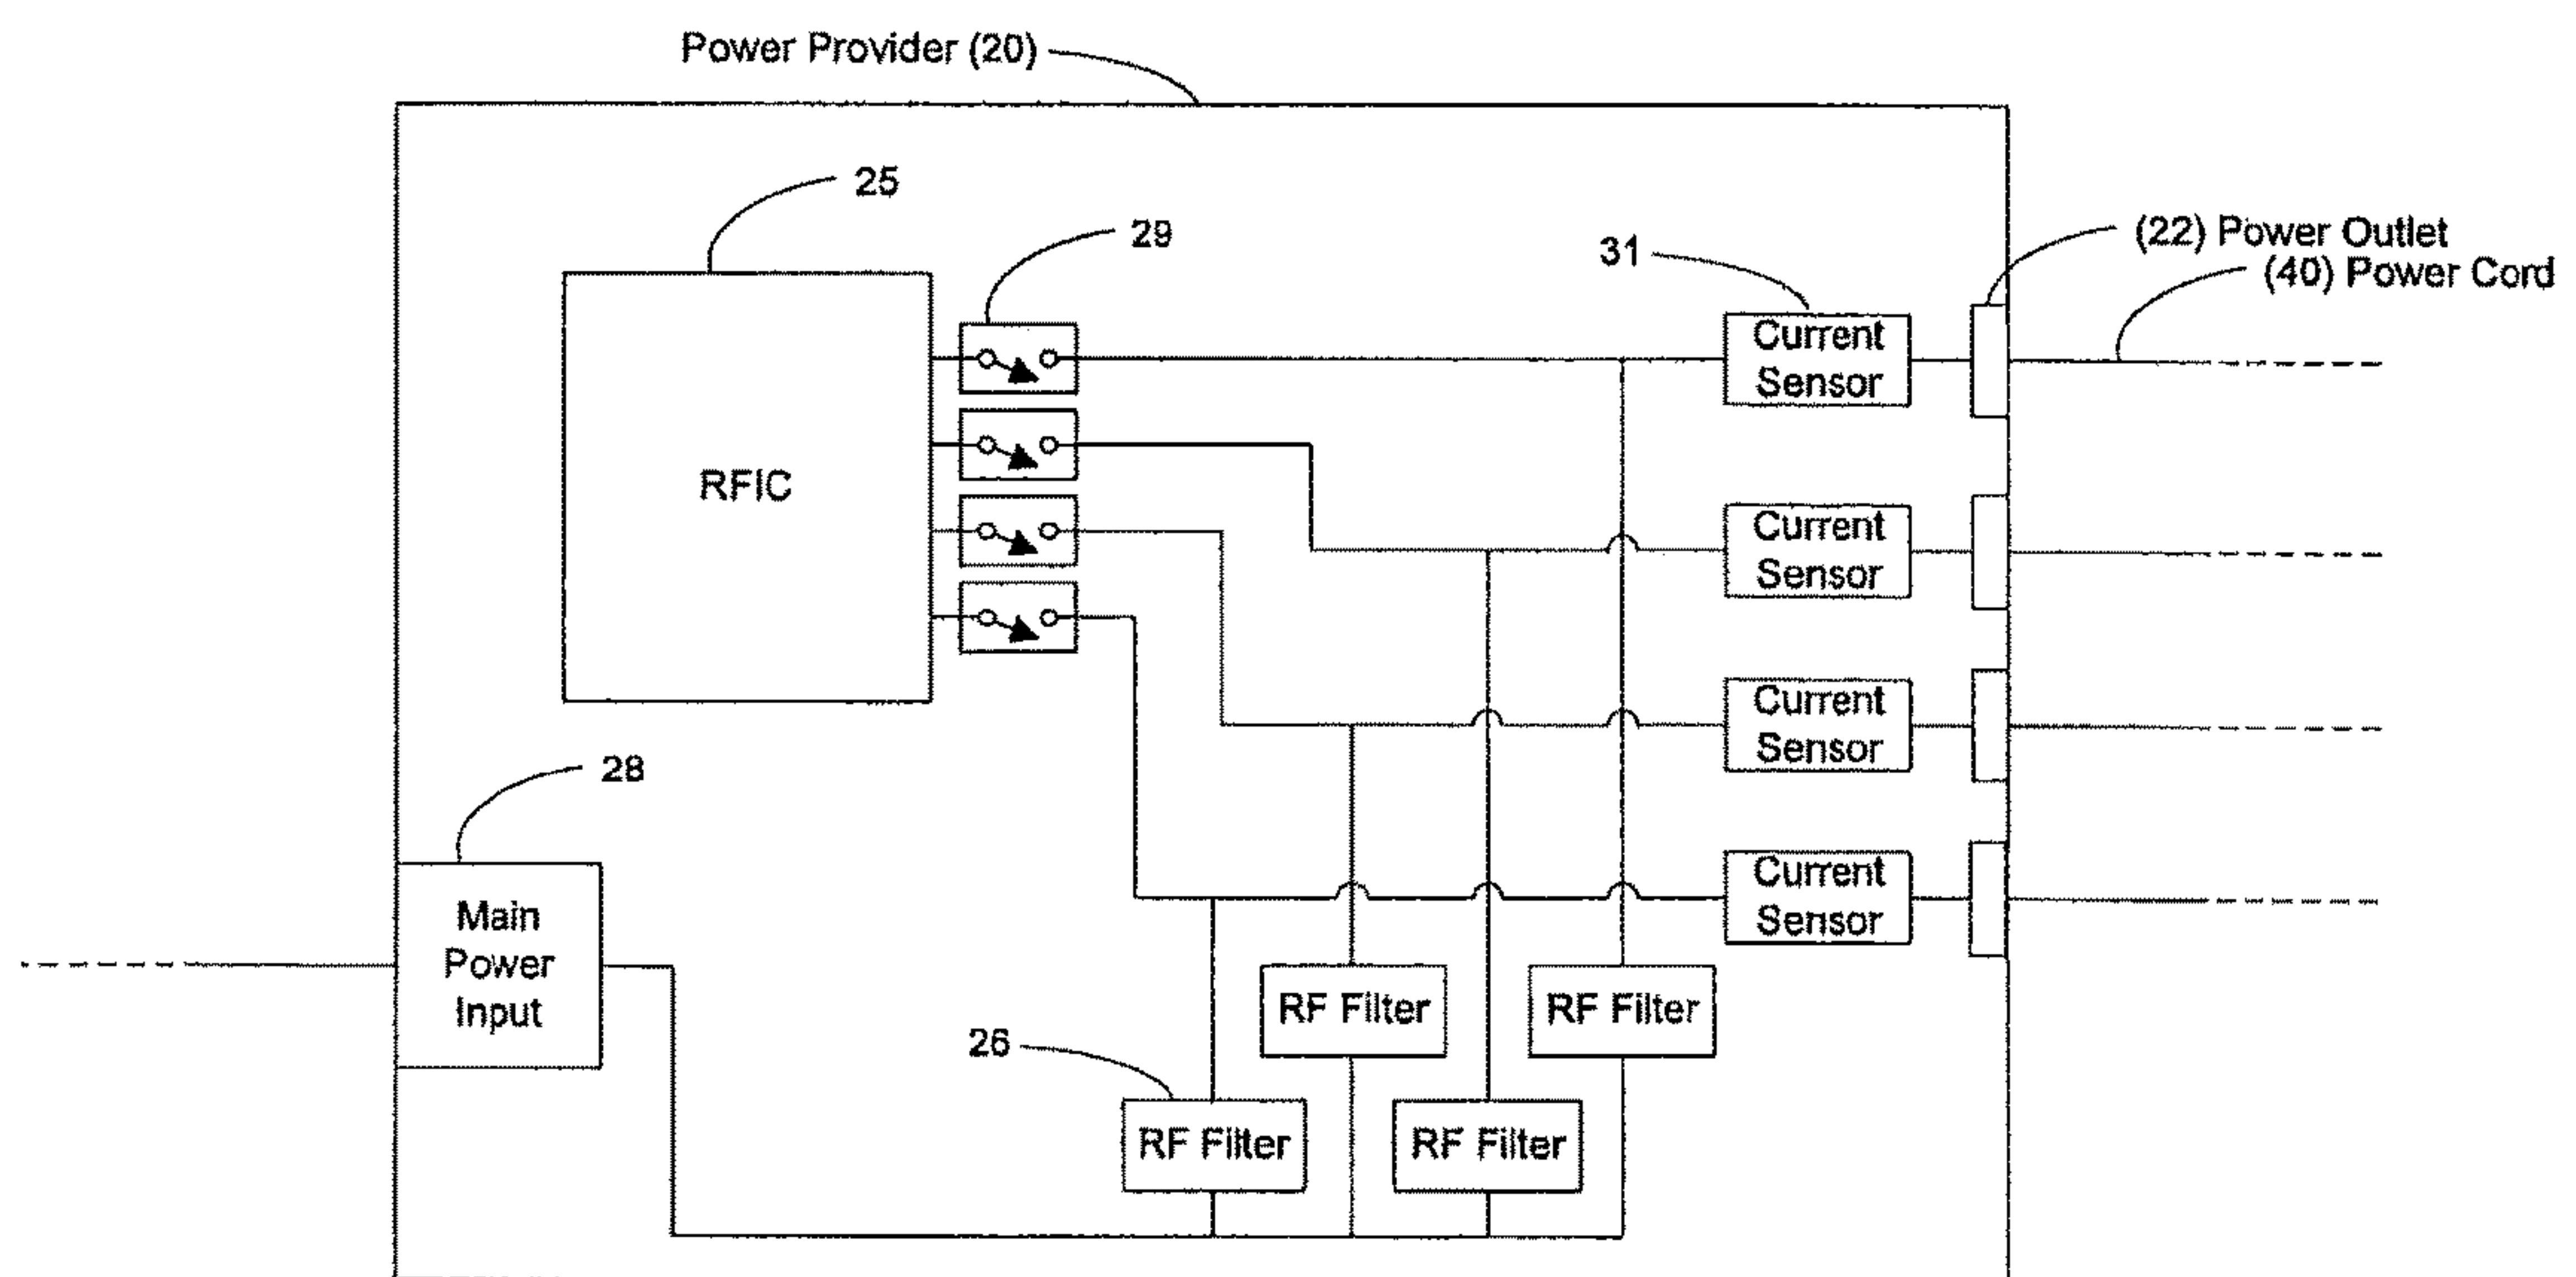 Power Provider (20)
25
29
31
(22) Power Outlet
(40) Power Cord
Current
Sensor
RFIC
Current
Sensor
Current
Sensor
28
Current
Sensor
Main
Power
Input
RF Filter
RF Filter
26
RF Filter
RF Filter